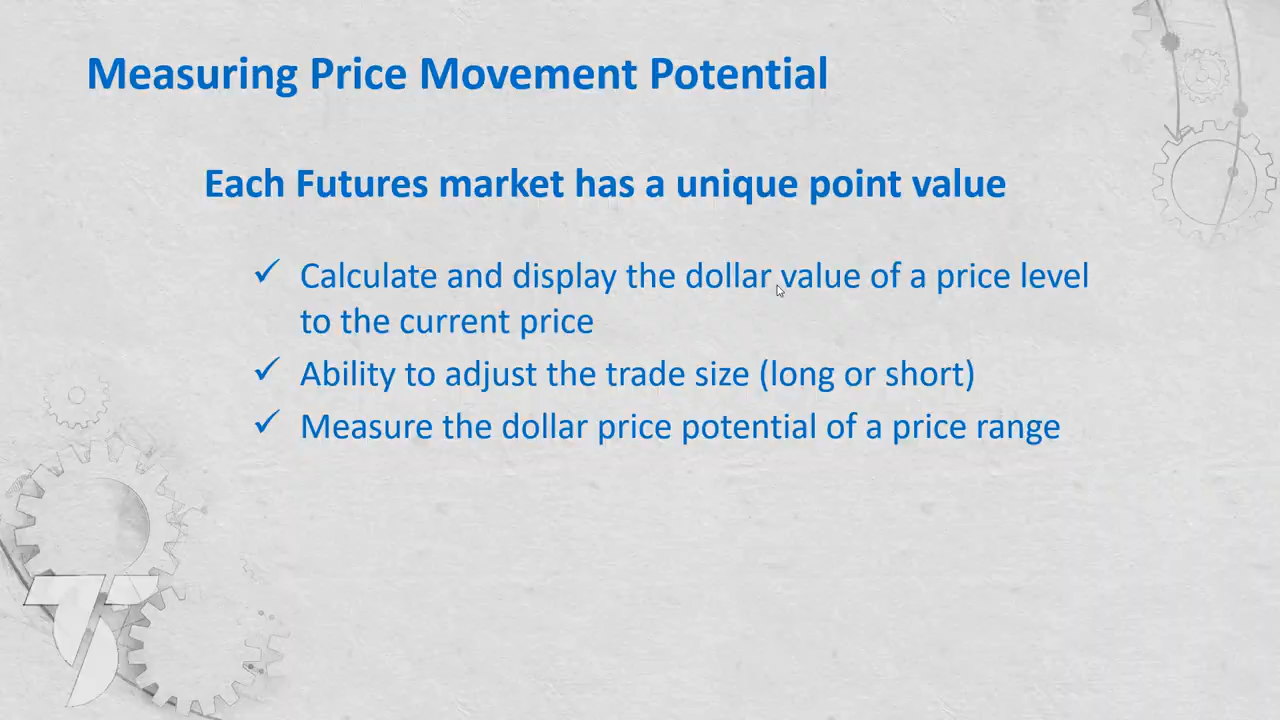 Measuring Price Movement Potential
Each Futures market has a unique point value
✓ Calculate and display the dollar value of a price level
to the current price
✓ Ability to adjust the trade size (long or short)
✓ Measure the dollar price potential of a price range